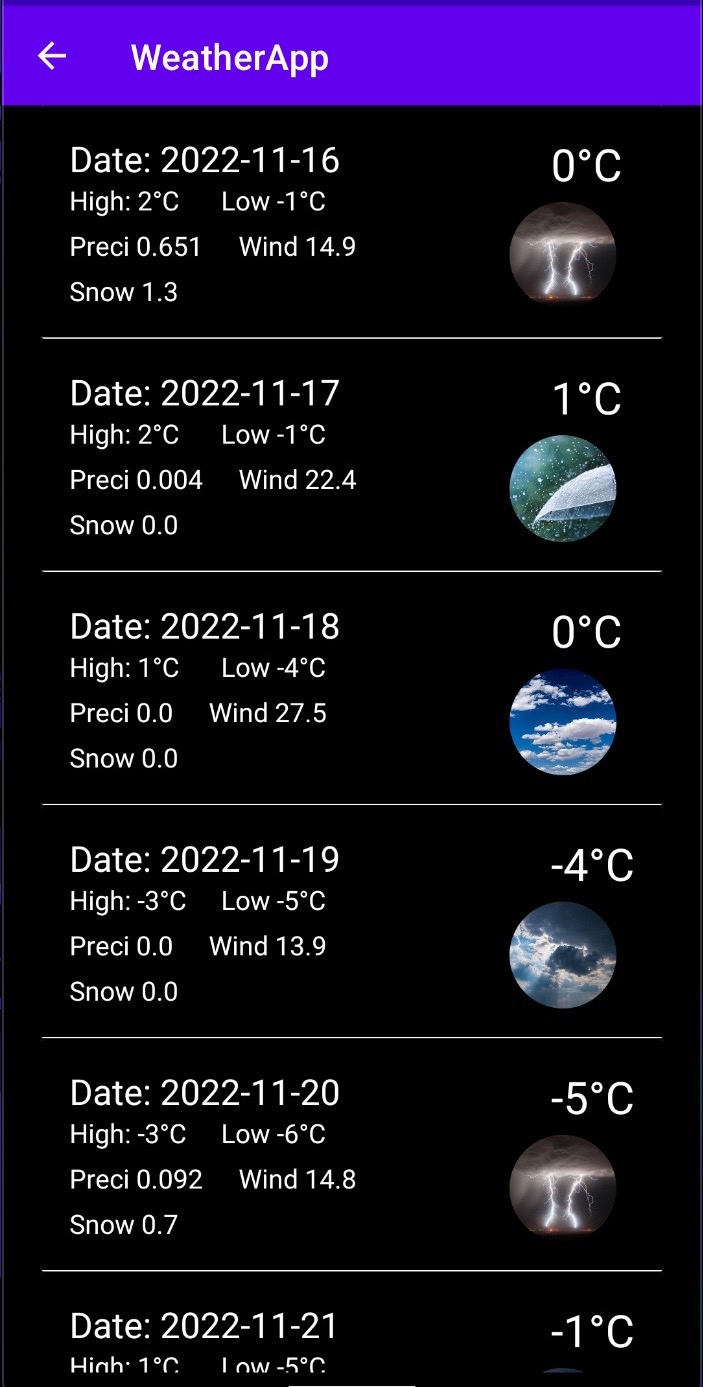 WeatherApp
Date: 2022-11-16 0°C
High: 2°C Low -1°C
Preci 0.651 Wind 14.9
Snow 1.3
Date: 2022-11-17 1°C
High: 2°C Low -1°C
Preci 0.004 Wind 22.4
Snow 0.0
Date: 2022-11-18 0°C
High: 1°C Low -4°C
Preci 0.0 Wind 27.5
Snow 0.0
Date: 2022-11-19 -4°C
High: -3°C Low -5°C
Preci 0.0 Wind 13.9
Snow 0.0
Date: 2022-11-20 -5°C
High: -3°C Low -6°C
Preci 0.092 Wind 14.8
Snow 0.7
Date: 2022-11-21 -1°C
High: 1°C Low -5°C